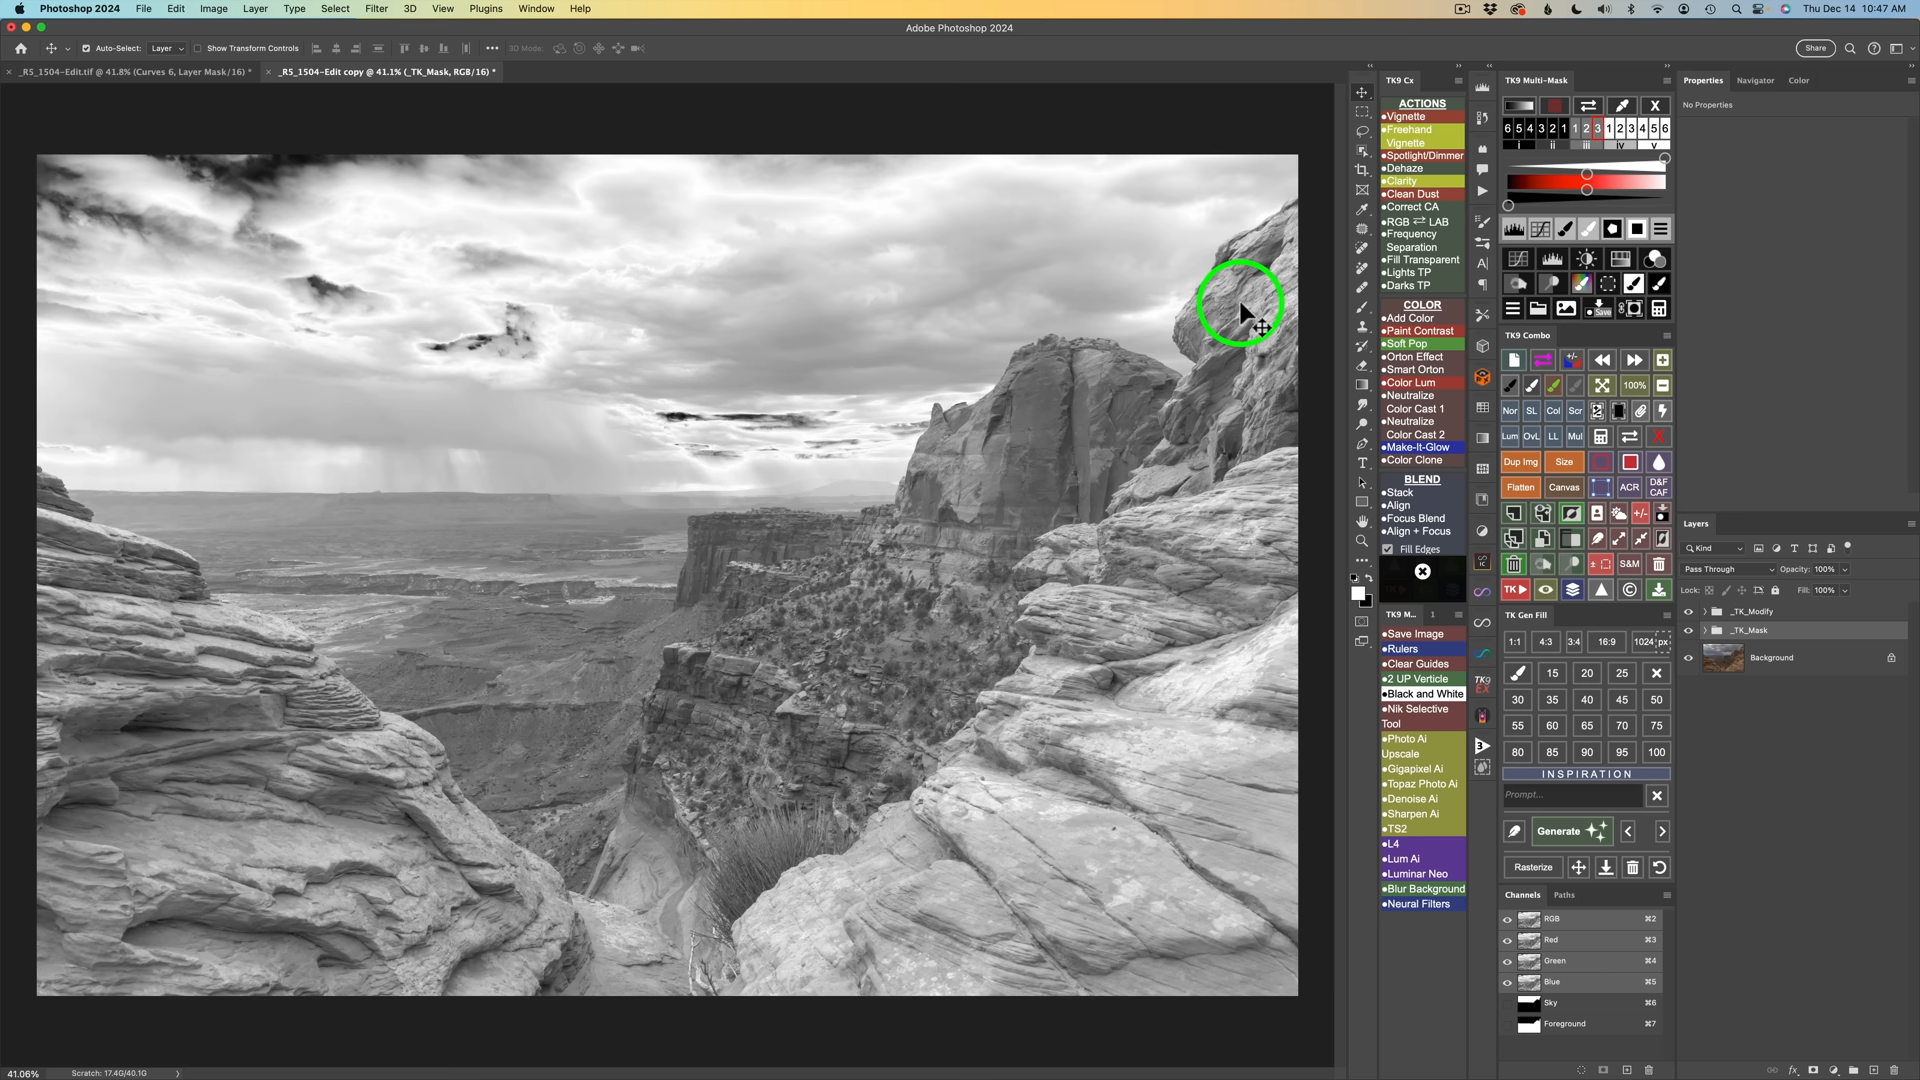 Photoshop 2024 File Edit Image Layer Type Select Filter 3D View Plugins Window Help
Thu Dec 14 10:47 AM
Adobe Photoshop 2024
Auto-Select: Layer Show Transform Controls 3D Mode: Share
_R5_1504-Edit.tif @ 41.8% (Curves 6, Layer Mask/16) *
_R5_1504-Edit copy @ 41.1% (_TK_Mask, RGB/16) *
TK9 Cx
ACTIONS
•Vignette
•Freehand
Vignette
•Spotlight/Dimmer
•Dehaze
•Clarity
•Clean Dust
•Correct CA
•RGB ⇄ LAB
•Frequency
Separation
•Fill Transparent
•Lights TP
•Darks TP
COLOR
•Add Color
•Paint Contrast
•Soft Pop
•Orton Effect
•Smart Orton
•Color Lum
•Neutralize
Color Cast 1
•Neutralize
Color Cast 2
•Make-It-Glow
•Color Clone
BLEND
•Stack
•Align
•Focus Blend
•Align + Focus
Fill Edges
TK9 M... 1
•Save Image
•Rulers
•Clear Guides
•2 UP Verticle
•Black and White
•Nik Selective
Tool
•Photo Ai
Upscale
•Gigapixel Ai
•Topaz Photo Ai
•Denoise Ai
•Sharpen Ai
•TS2
•L4
•Lum Ai
•Luminar Neo
•Blur Background
•Neural Filters
TK9
EX
TK9 Multi-Mask
X
6 5 4 3 2 1 1 2 3 1 2 3 4 5 6
i ii iii iv v
Save
TK9 Combo
+/-
100%
Nor SL Col Scr
Lum OvL LL Mul X
Dup Img Size
Flatten Canvas ACR D&F
CAF
+/-
S&M
TK
TK Gen Fill
1:1 4:3 3:4 16:9 1024 px
15 20 25
30 35 40 45 50
55 60 65 70 75
80 85 90 95 100
INSPIRATION
Prompt...
Generate
Rasterize
Channels Paths
RGB ⌘2
Red ⌘3
Green ⌘4
Blue ⌘5
Sky ⌘6
Foreground ⌘7
Properties Navigator Color
No Properties
Layers
Kind
Pass Through Opacity: 100%
Lock: Fill: 100%
_TK_Modify
_TK_Mask
Background
fx
41.06% Scratch: 17.4G/40.1G